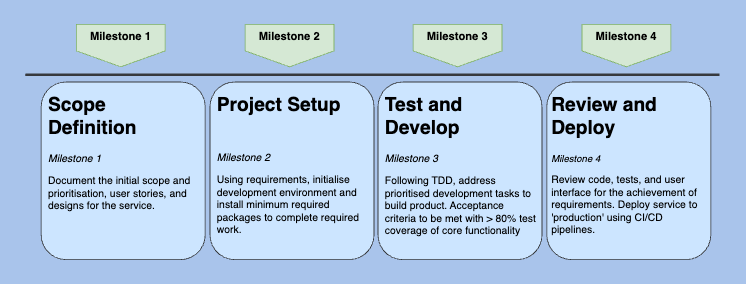 Milestone 1
Milestone 2
Milestone 3
Milestone 4
Scope
Definition
Milestone 1
Document the initial scope and
prioritisation, user stories, and
designs for the service.
Project Setup
Milestone 2
Using requirements, initialise
development environment and
install minimum required
packages to complete required
work.
Test and
Develop
Milestone 3
Following TDD, address
prioritised development tasks to
build product. Acceptance
criteria to be met with > 80% test
coverage of core functionality
Review and
Deploy
Milestone 4
Review code, tests, and user
interface for the achievement of
requirements. Deploy service to
'production' using CI/CD
pipelines.